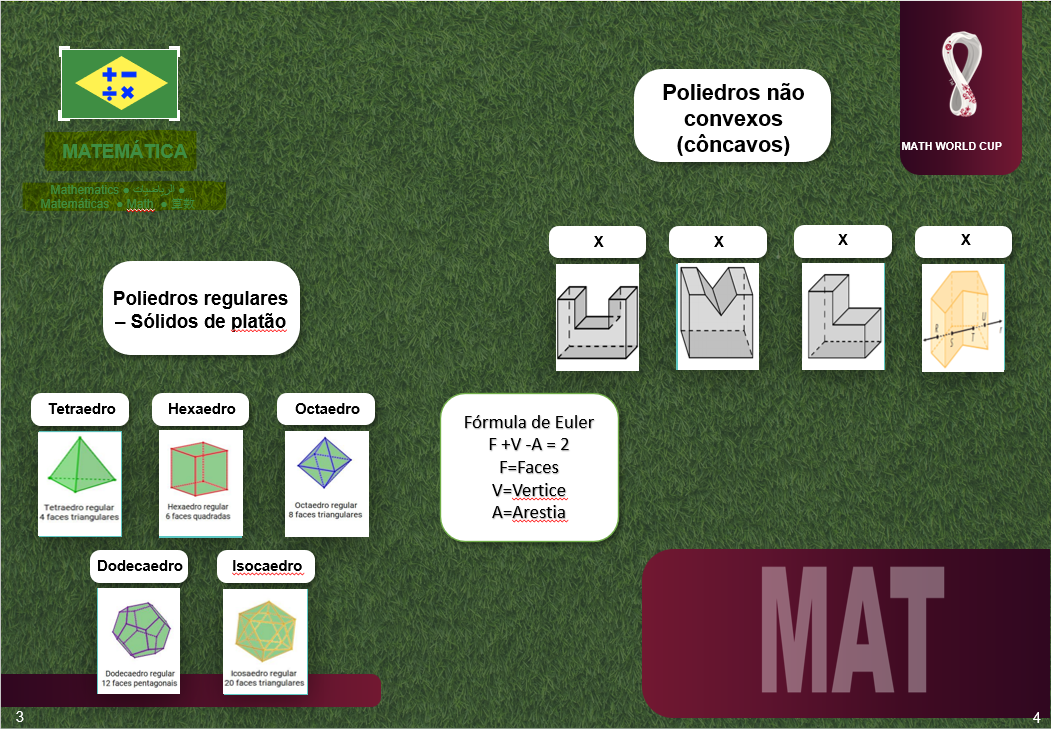 MATEMÁTICA
Mathematics ● الرياضيات ●
Matemáticas ● Math ● 算数
Poliedros não
convexos
(côncavos)
MATH WORLD CUP
X
X
X
X
Poliedros regulares
– Sólidos de platão
Tetraedro
Hexaedro
Octaedro
Tetraedro regular
4 faces triangulares
Hexaedro regular
6 faces quadradas
Octaedro regular
8 faces triangulares
Fórmula de Euler
F +V -A = 2
F=Faces
V=Vertice
A=Arestia
Dodecaedro
Isocaedro
Dodecaedro regular
12 faces pentagonais
Icosaedro regular
20 faces triangulares
MAT
3
4